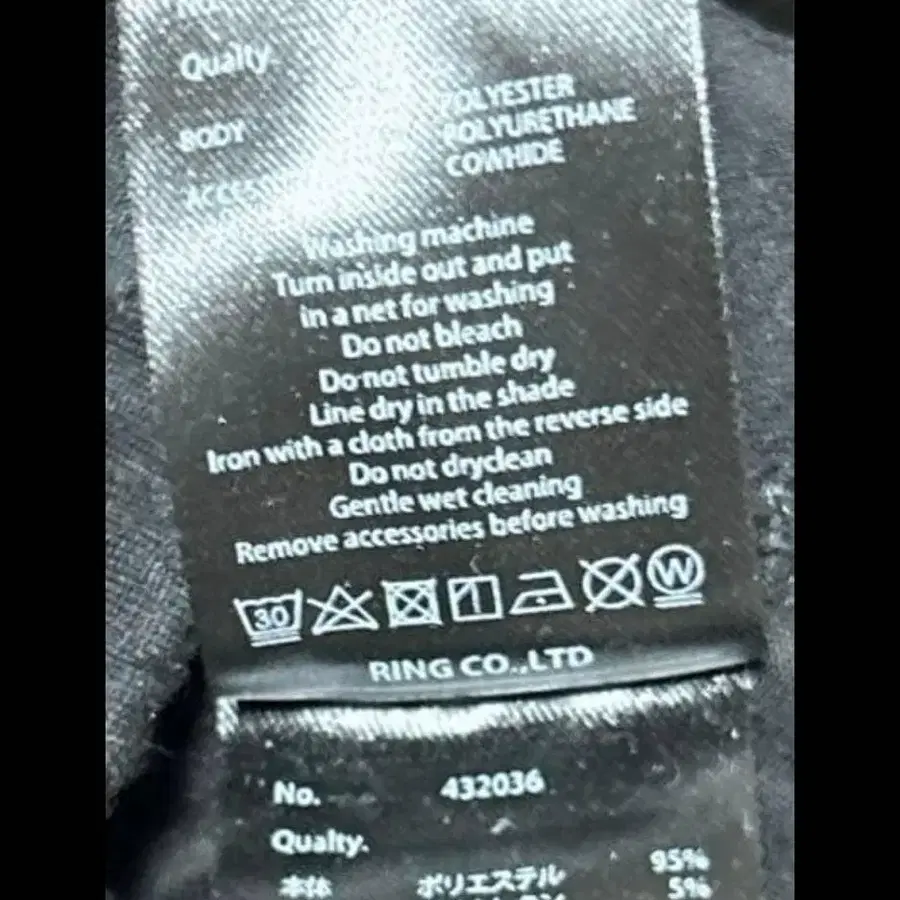 Qualty
BODY POLYESTER
POLYURETHANE
COWHIDE
Washing machine
Turn inside out and put
in a net for washing
Do not bleach
Do not tumble dry
Line dry in the shade
Iron with a cloth from the reverse side
Do not dryclean
Gentle wet cleaning
Remove accessories before washing
30
W
RING CO.,LTD
No. 432036
Qualty.
本体 ポリエステル 95%
5%